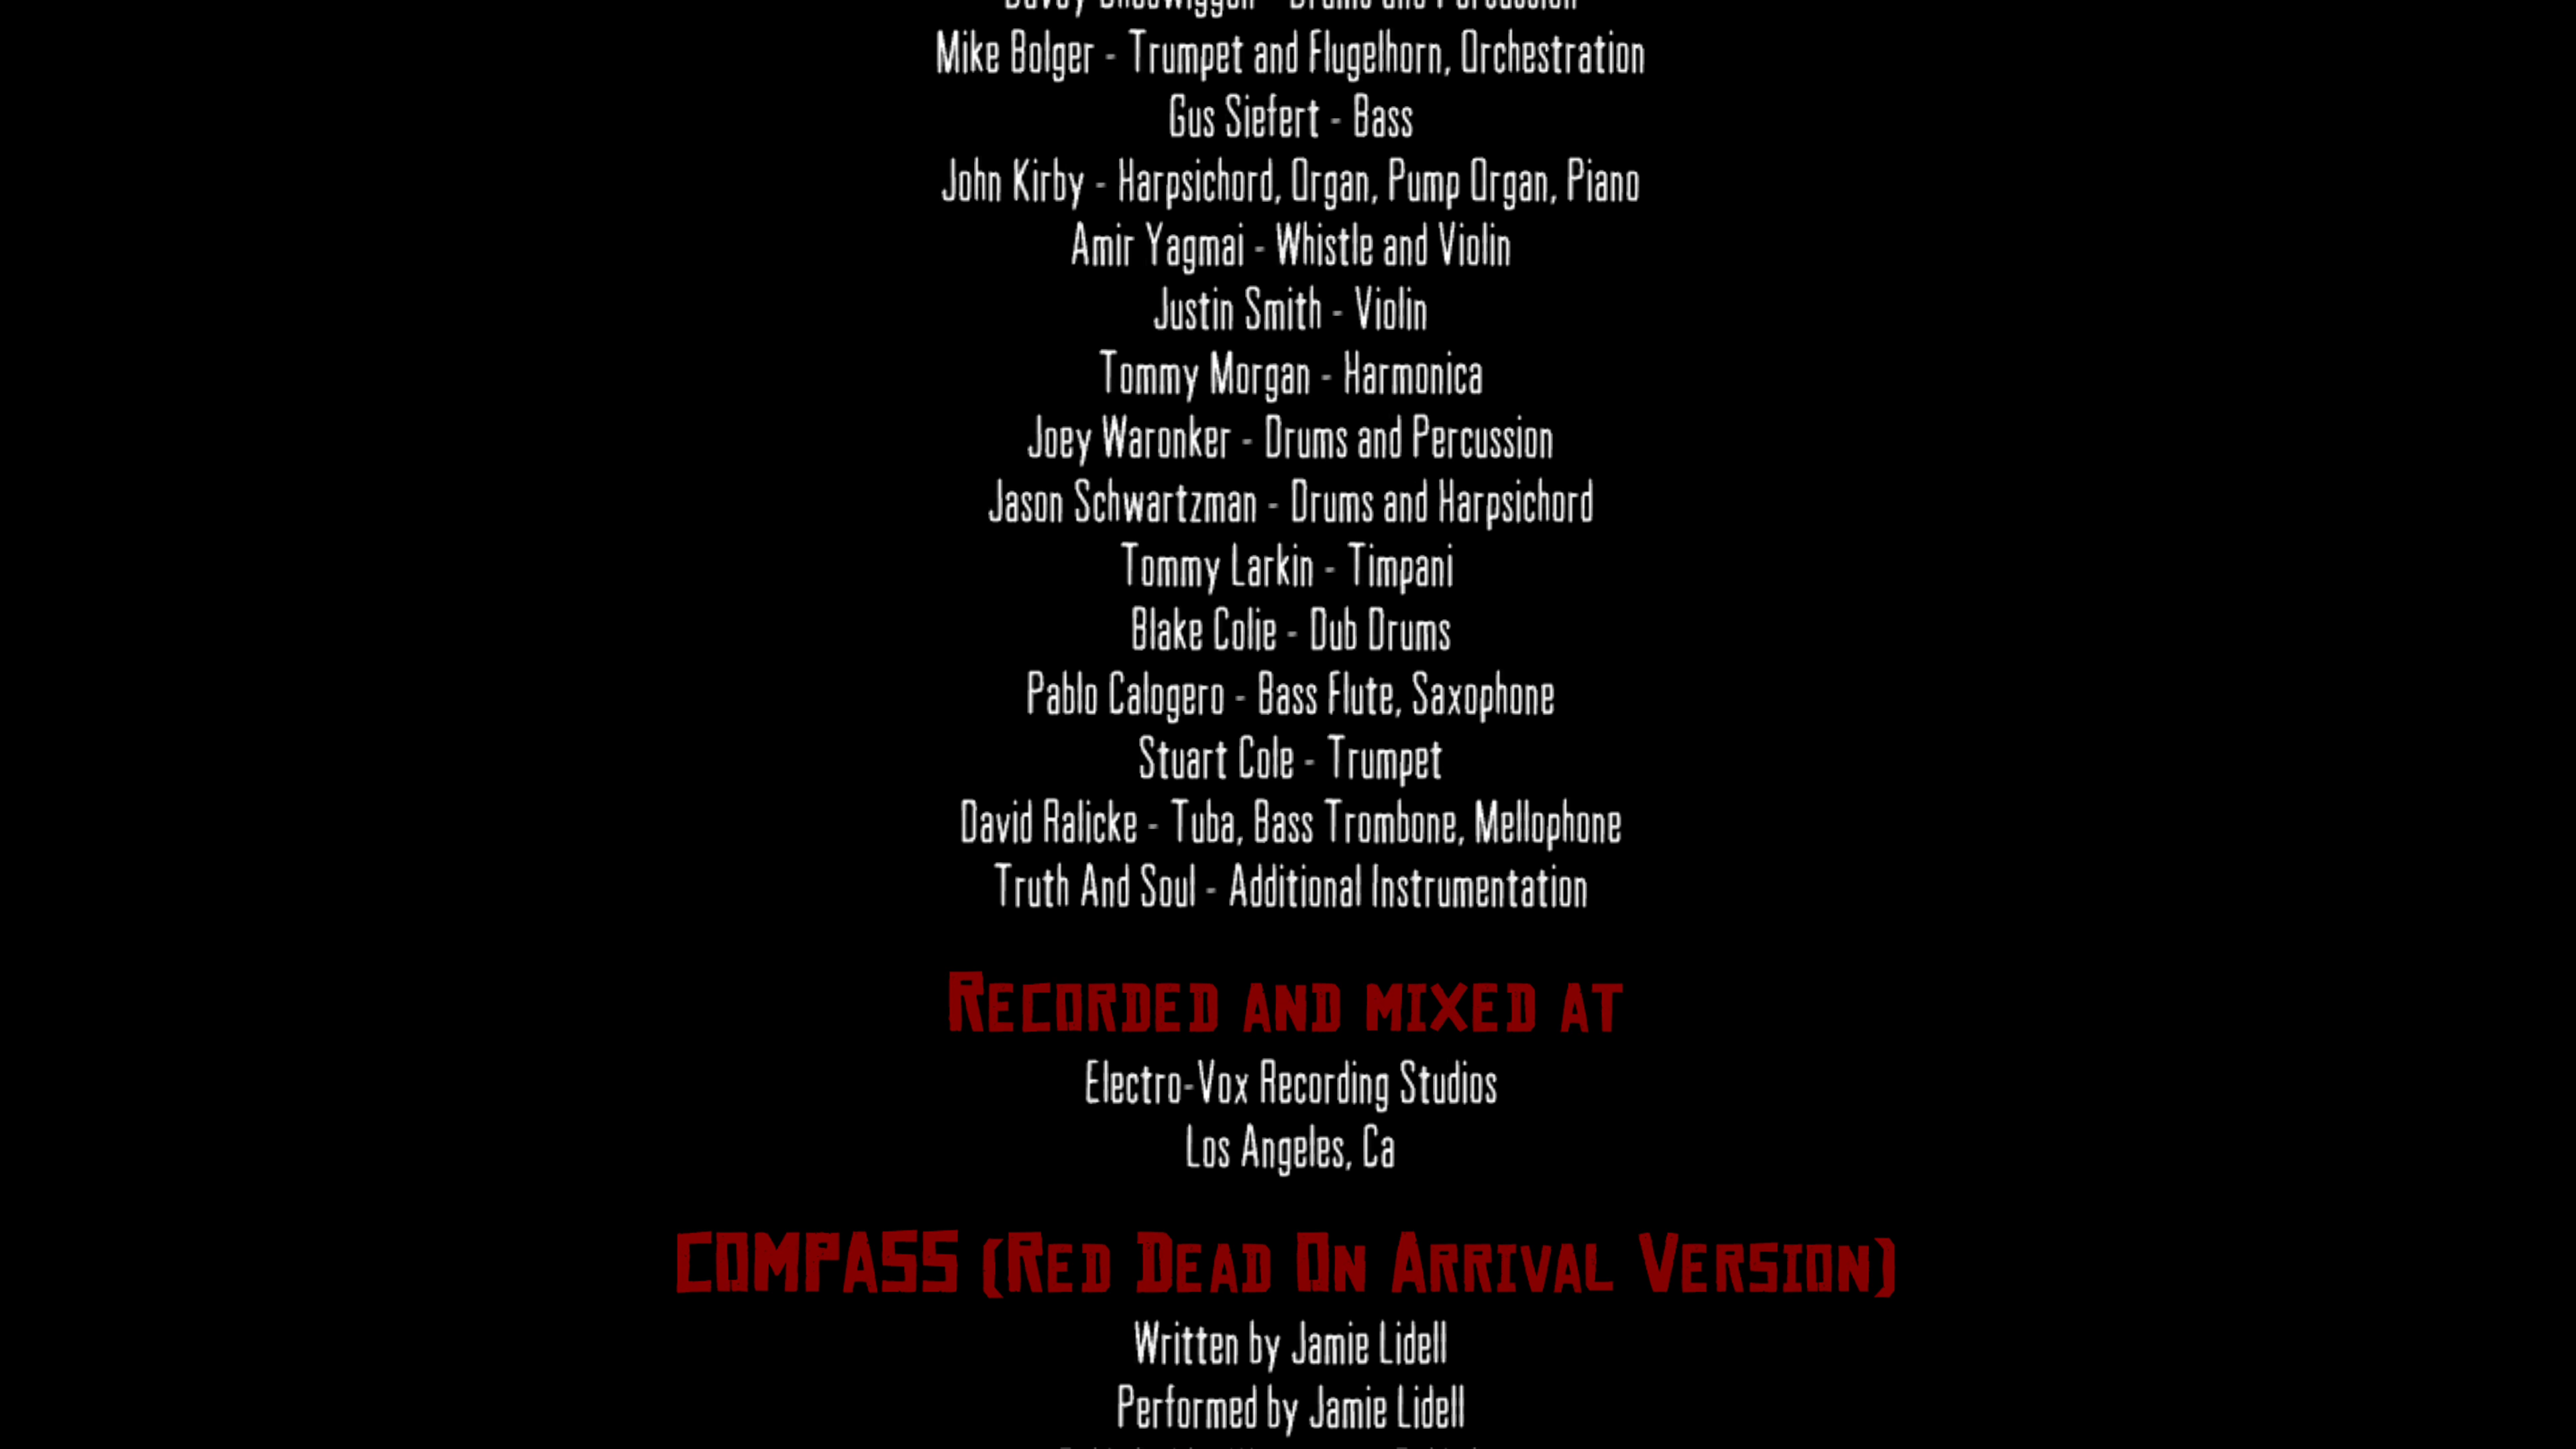 - Drums and Percussion
Mike Bolger - Trumpet and Flugelhorn, Orchestration
Gus Siefert - Bass
John Kirby - Harpsichord, Organ, Pump Organ, Piano
Amir Yagmai - Whistle and Violin
Justin Smith - Violin
Tommy Morgan - Harmonica
Joey Waronker - Drums and Percussion
Jason Schwartzman - Drums and Harpsichord
Tommy Larkin - Timpani
Blake Colie - Dub Drums
Pablo Calogero - Bass Flute, Saxophone
Stuart Cole - Trumpet
David Ralicke - Tuba, Bass Trombone, Mellophone
Truth And Soul - Additional Instrumentation
RECORDED AND MIXED AT
Electro-Vox Recording Studios
Los Angeles, Ca
COMPASS (RED DEAD ON ARRIVAL VERSION)
Written by Jamie Lidell
Performed by Jamie Lidell